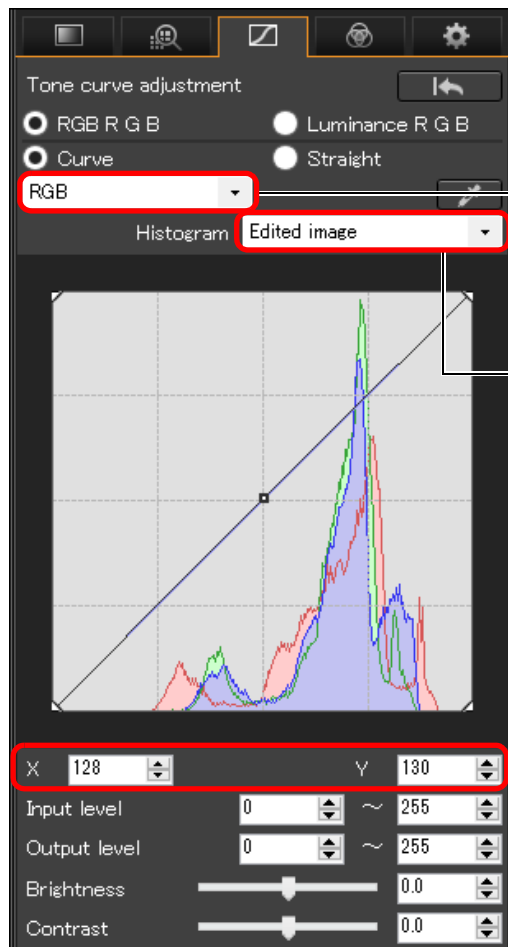 Tone curve adjustment
RGB R G B Luminance R G B
Curve Straight
RGB
Histogram Edited image
X 128 Y 130
Input level 0 ~ 255
Output level 0 ~ 255
Brightness 0.0
Contrast 0.0